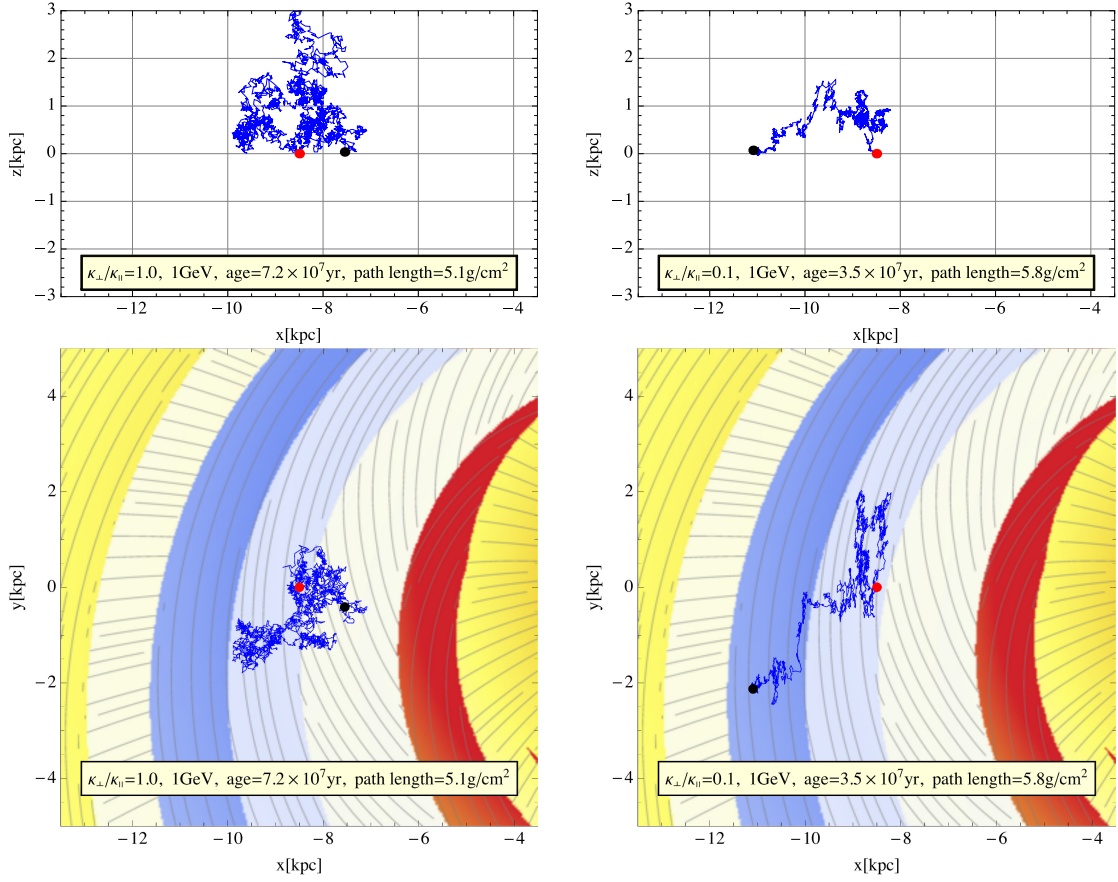 3
2
1
0
−1
−2
−3
z[kpc]
−12 −10 −8 −6 −4
x[kpc]
κ⊥/κ∥=1.0, 1GeV, age=7.2×10⁷yr, path length=5.1g/cm²
3
2
1
0
−1
−2
−3
z[kpc]
−12 −10 −8 −6 −4
x[kpc]
κ⊥/κ∥=0.1, 1GeV, age=3.5×10⁷yr, path length=5.8g/cm²
4
2
0
−2
−4
y[kpc]
−12 −10 −8 −6 −4
x[kpc]
κ⊥/κ∥=1.0, 1GeV, age=7.2×10⁷yr, path length=5.1g/cm²
4
2
0
−2
−4
y[kpc]
−12 −10 −8 −6 −4
x[kpc]
κ⊥/κ∥=0.1, 1GeV, age=3.5×10⁷yr, path length=5.8g/cm²